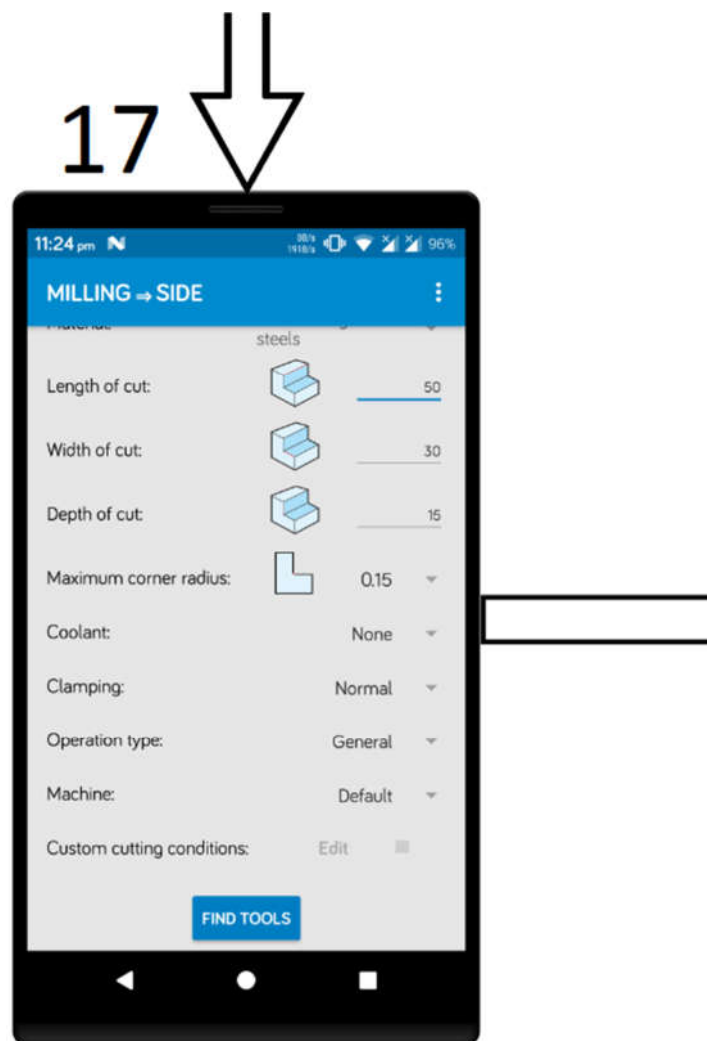 17
11:24 pm 96%
MILLING ⇒ SIDE
Material:
steels
Length of cut: 50
Width of cut: 30
Depth of cut: 15
Maximum corner radius: 0.15
Coolant: None
Clamping: Normal
Operation type: General
Machine: Default
Custom cutting conditions: Edit
FIND TOOLS